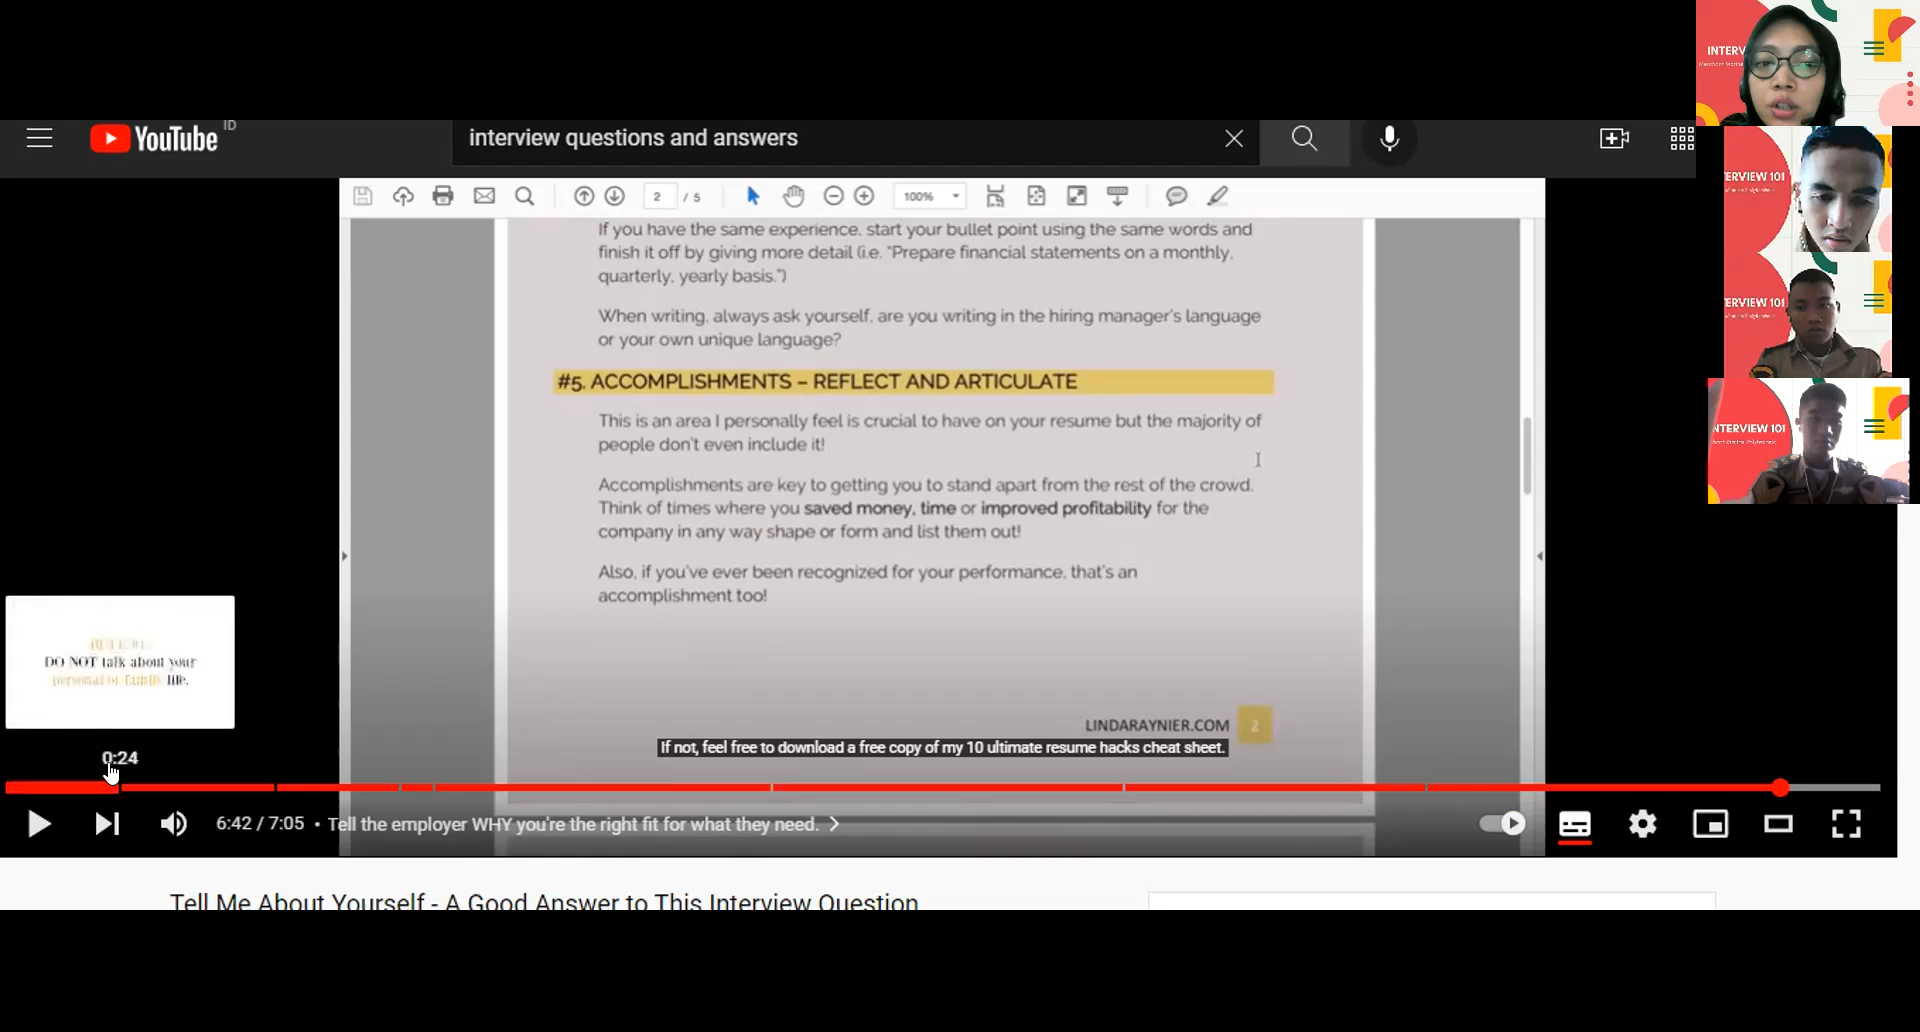 INTERV
YouTube ID
interview questions and answers
2 / 5
100%
If you have the same experience, start your bullet point using the same words and
finish it off by giving more detail (i.e. "Prepare financial statements on a monthly,
quarterly, yearly basis.")
When writing, always ask yourself, are you writing in the hiring manager's language
or your own unique language?
#5. ACCOMPLISHMENTS – REFLECT AND ARTICULATE
This is an area I personally feel is crucial to have on your resume but the majority of
people don't even include it!
Accomplishments are key to getting you to stand apart from the rest of the crowd.
Think of times where you saved money, time or improved profitability for the
company in any way shape or form and list them out!
Also, if you've ever been recognized for your performance, that's an
accomplishment too!
LINDARAYNIER.COM 2
If not, feel free to download a free copy of my 10 ultimate resume hacks cheat sheet.
ERVIEW 101
ERVIEW 101
NTERVIEW 101
DO NOT talk about your
personal or family life.
0:24
6:42 / 7:05 • Tell the employer WHY you're the right fit for what they need.
Tell Me About Yourself - A Good Answer to This Interview Question